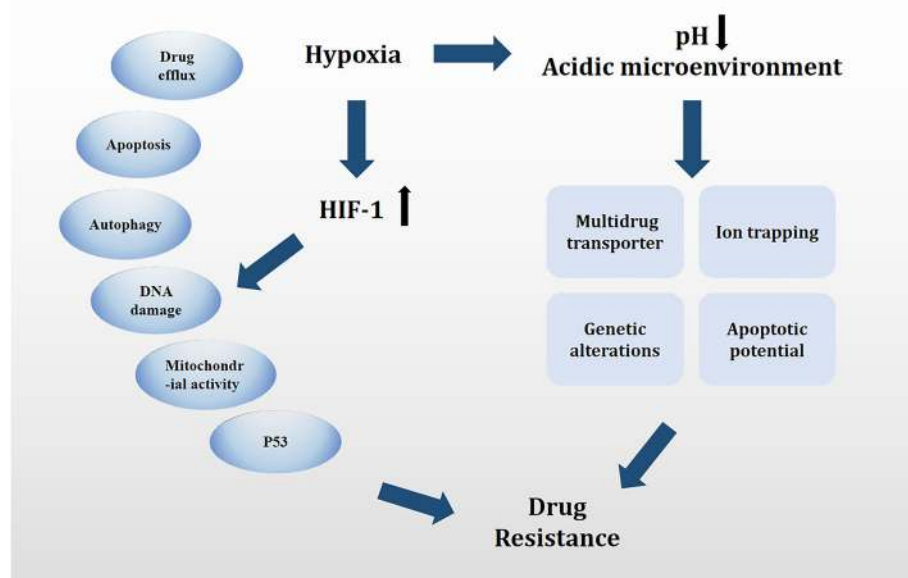 Drug
efflux
Apoptosis
Autophagy
DNA
damage
Mitochondr
-ial activity
P53
Hypoxia
HIF-1
pH
Acidic microenvironment
Multidrug
transporter
Ion trapping
Genetic
alterations
Apoptotic
potential
Drug
Resistance